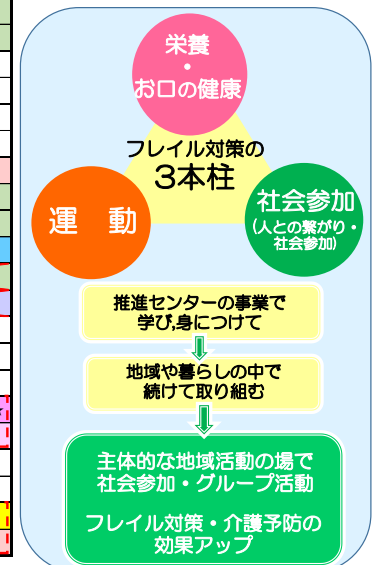 栄養
・
お口の健康
フレイル対策の
3本柱
運　動
社会参加
(人との繋がり・
社会参加)
推進センターの事業で
学び,身につけて
地域や暮らしの中で
続けて取り組む
主体的な地域活動の場で
社会参加・グループ活動
フレイル対策・介護予防の
効果アップ